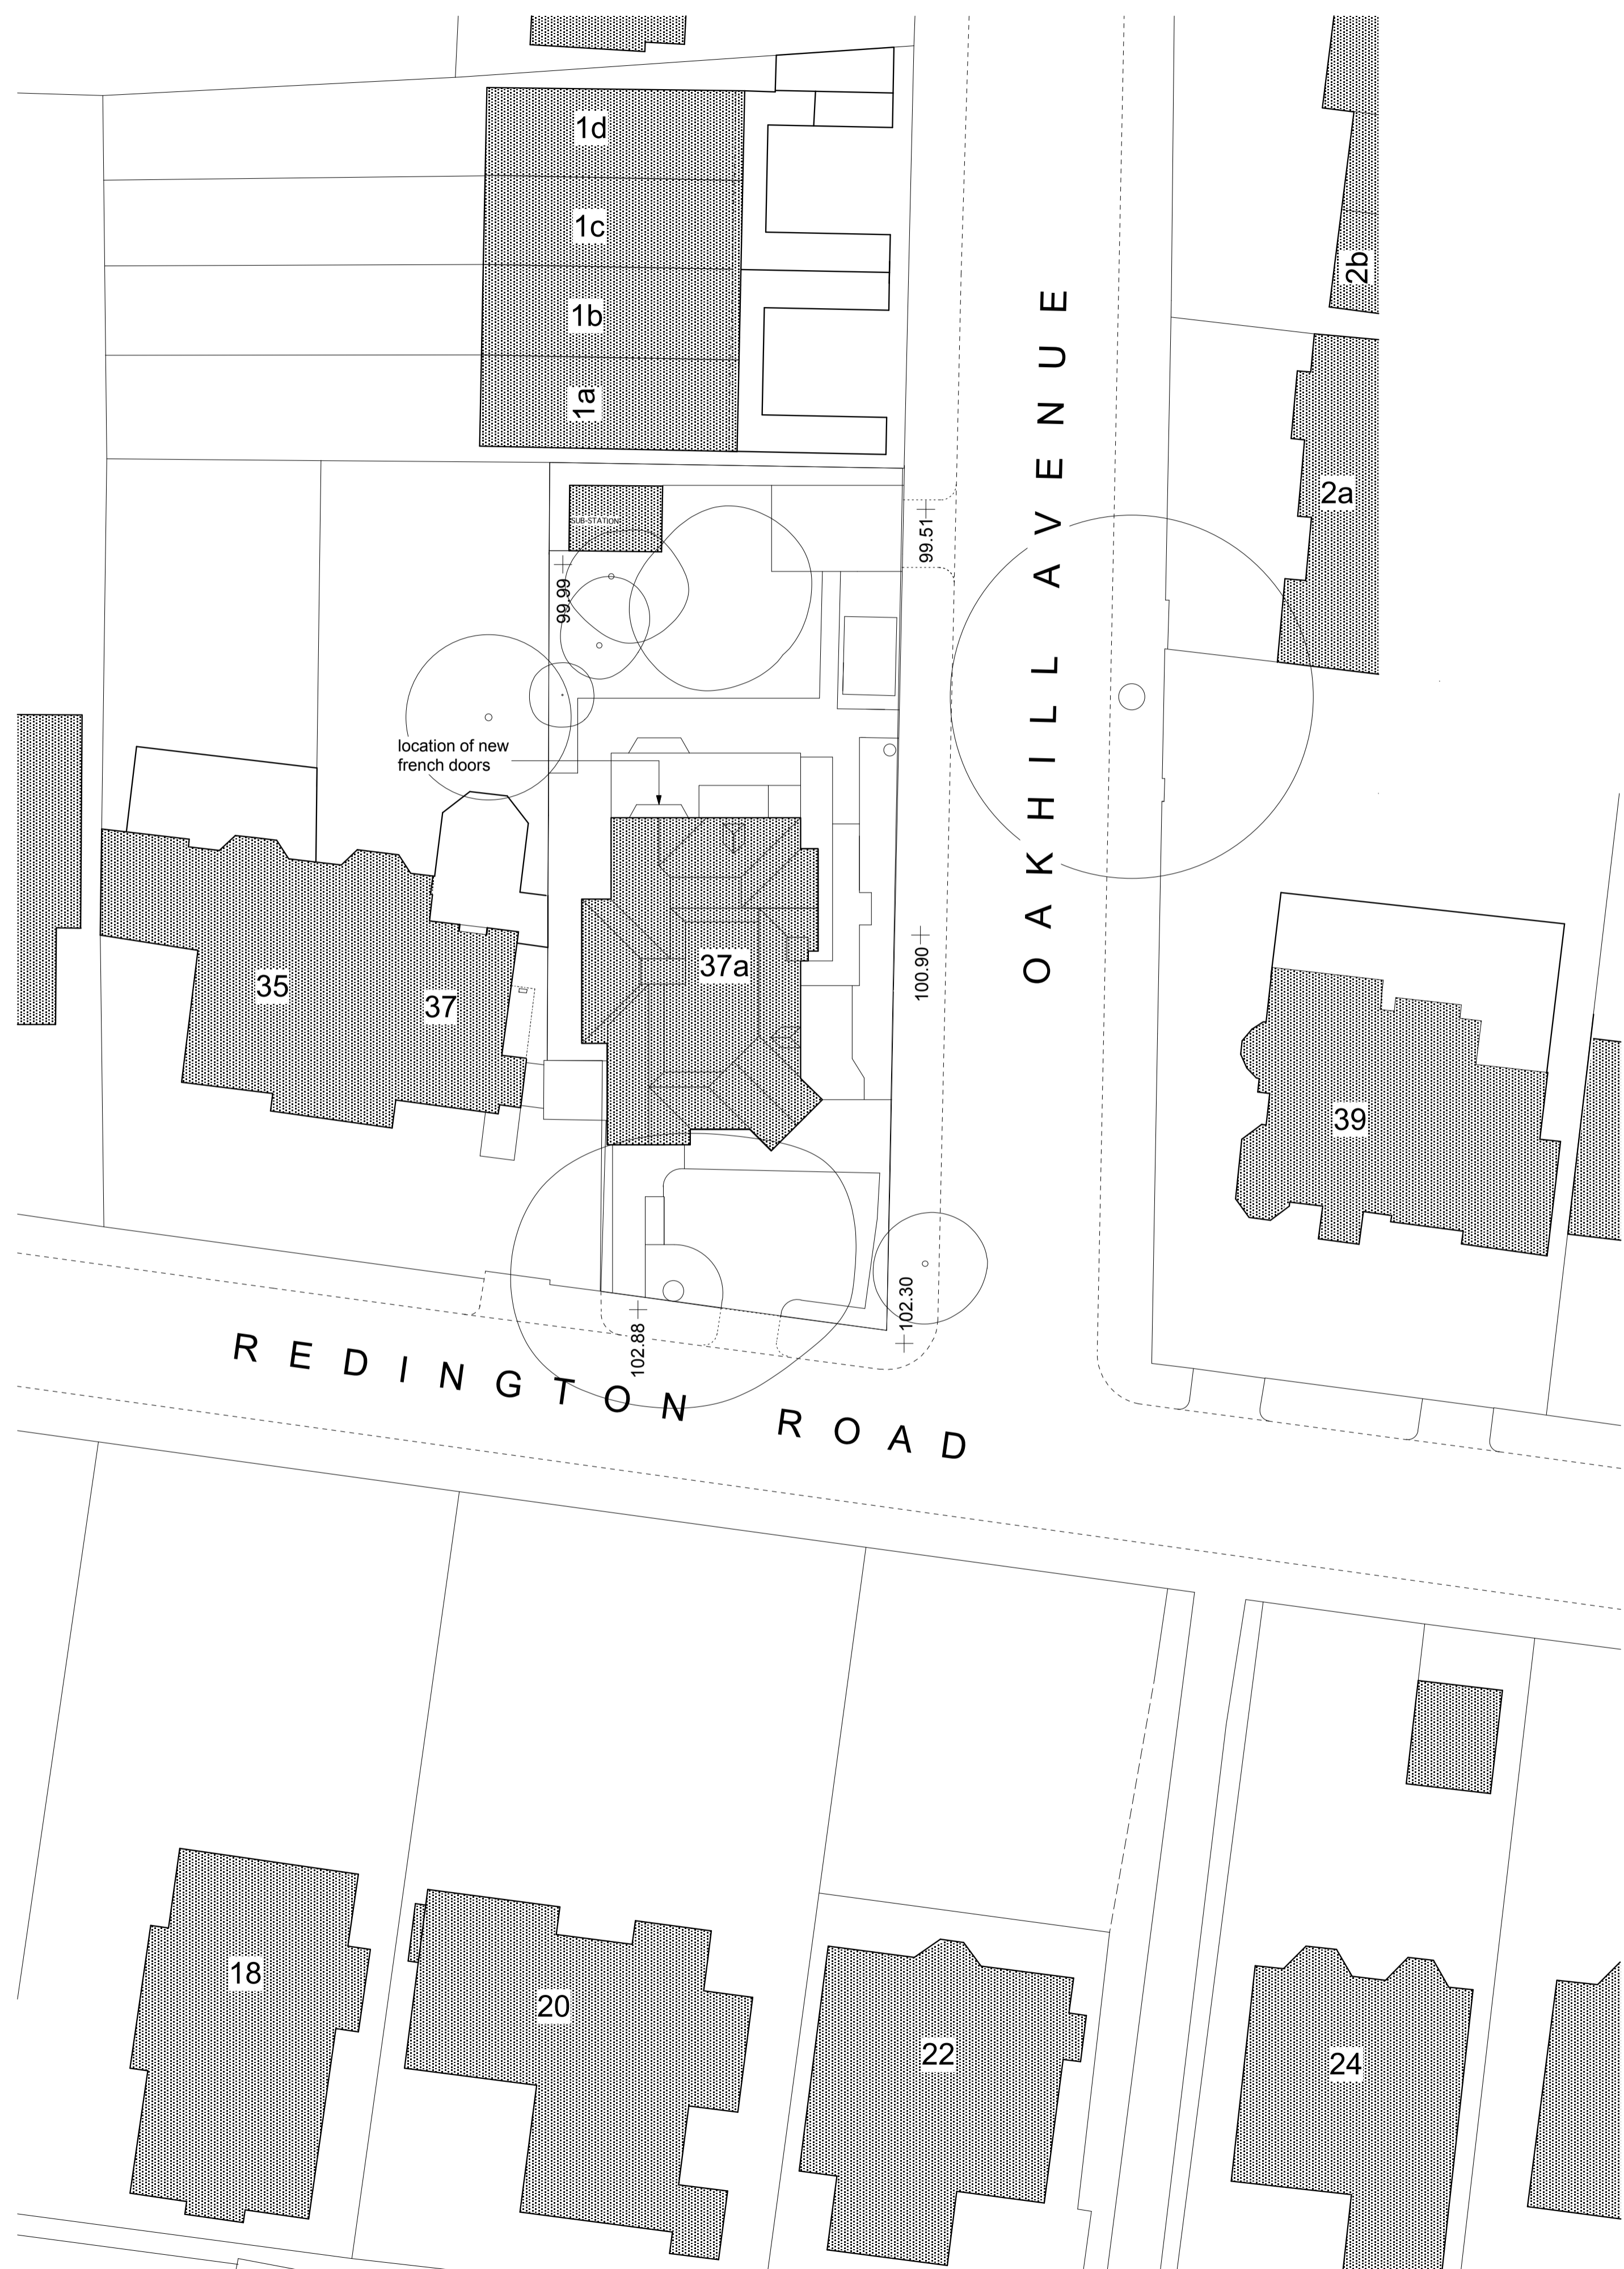 1d
1c
1b
1a
2b
2a
SUB-STATION
99.51
99.99
OAKHILL AVENUE
location of new
french doors
37a
100.90
35
37
39
102.30
102.88
REDINGTON ROAD
18
20
22
24